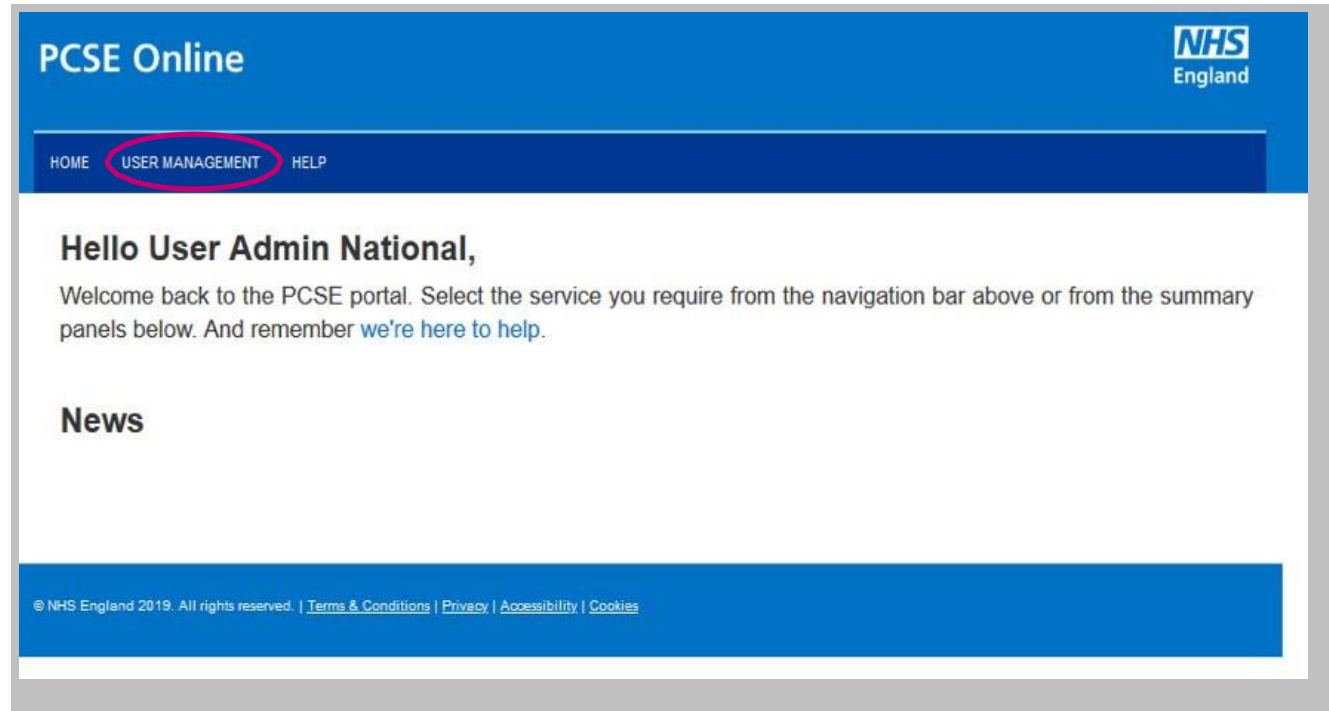 PCSE Online
NHS
England
HOME USER MANAGEMENT HELP
Hello User Admin National,
Welcome back to the PCSE portal. Select the service you require from the navigation bar above or from the summary
panels below. And remember we're here to help.
News
© NHS England 2019. All rights reserved. | Terms & Conditions | Privacy | Accessibility | Cookies